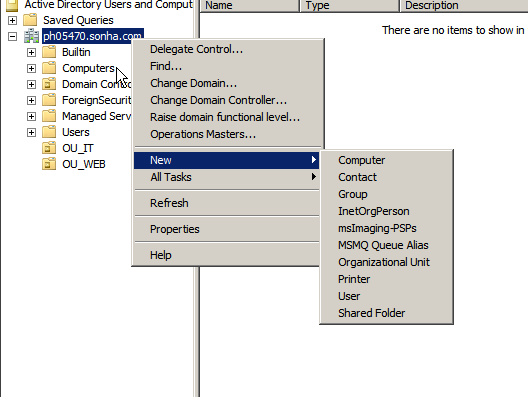 Active Directory Users and Comput
Name Type Description
Saved Queries
There are no items to show in
ph05470.sonha.com
Builtin
Computers
Domain Contro
ForeignSecurit
Managed Serv
Users
OU_IT
OU_WEB
Delegate Control...
Find...
Change Domain...
Change Domain Controller...
Raise domain functional level...
Operations Masters...
New
All Tasks
Refresh
Properties
Help
Computer
Contact
Group
InetOrgPerson
msImaging-PSPs
MSMQ Queue Alias
Organizational Unit
Printer
User
Shared Folder